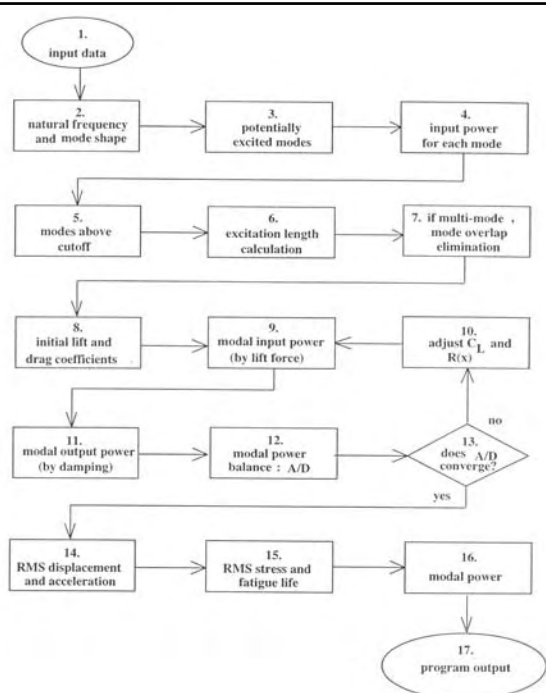 1.
input data
2.
natural frequency
and mode shape
3.
potentially
excited modes
4.
input power
for each mode
5.
modes above
cutoff
6.
excitation length
calculation
7. if multi-mode ,
mode overlap
elimination
8.
initial lift and
drag coefficients
9.
modal input power
(by lift force)
10.
adjust C_L and
R(x)
no
11.
modal output power
(by damping)
12.
modal power
balance : A/D
13.
does A/D
converge?
yes
14.
RMS displacement
and acceleration
15.
RMS stress and
fatigue life
16.
modal power
17.
program output